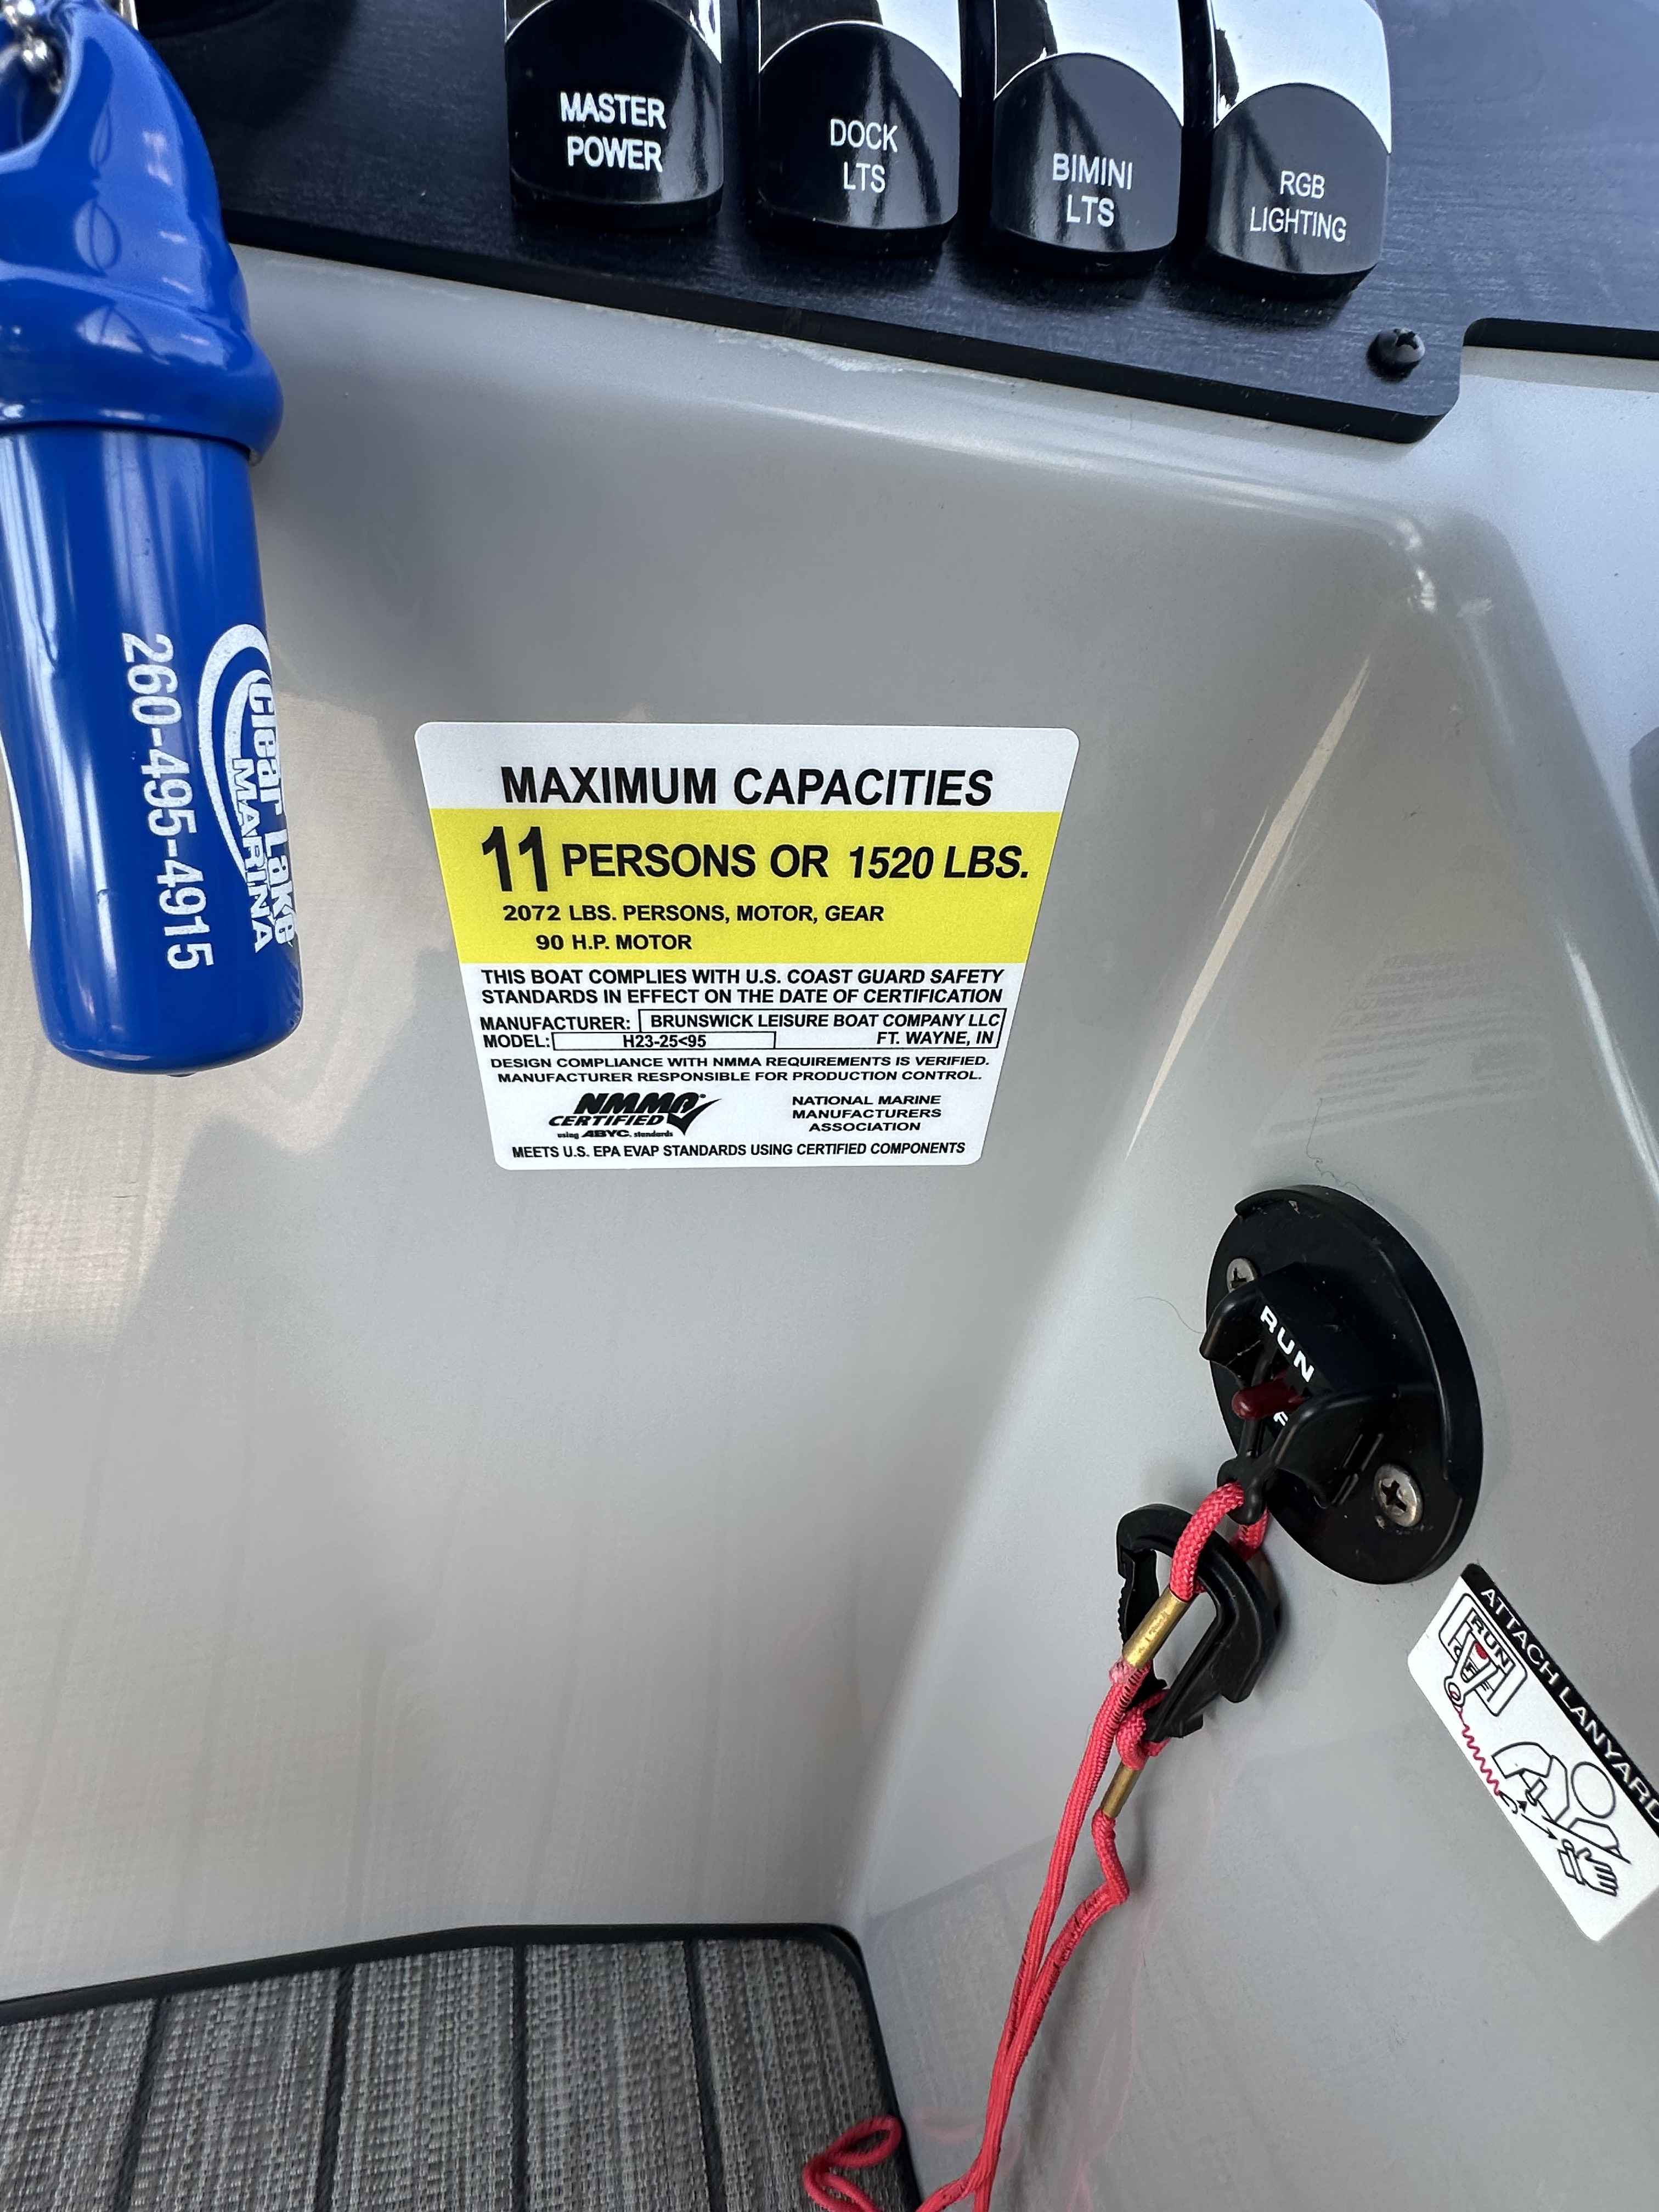 MASTER
POWER
DOCK
LTS
BIMINI
LTS
RGB
LIGHTING
Clear Lake
MARINA
260-495-4915
MAXIMUM CAPACITIES
11 PERSONS OR 1520 LBS.
2072 LBS. PERSONS, MOTOR, GEAR
90 H.P. MOTOR
THIS BOAT COMPLIES WITH U.S. COAST GUARD SAFETY
STANDARDS IN EFFECT ON THE DATE OF CERTIFICATION
MANUFACTURER: BRUNSWICK LEISURE BOAT COMPANY LLC
MODEL: H23-25<95 FT. WAYNE, IN
DESIGN COMPLIANCE WITH NMMA REQUIREMENTS IS VERIFIED.
MANUFACTURER RESPONSIBLE FOR PRODUCTION CONTROL.
NMMA®
CERTIFIED
using ABYC. standards
NATIONAL MARINE
MANUFACTURERS
ASSOCIATION
MEETS U.S. EPA EVAP STANDARDS USING CERTIFIED COMPONENTS
RUN
ATTACH LANYARD
RUN